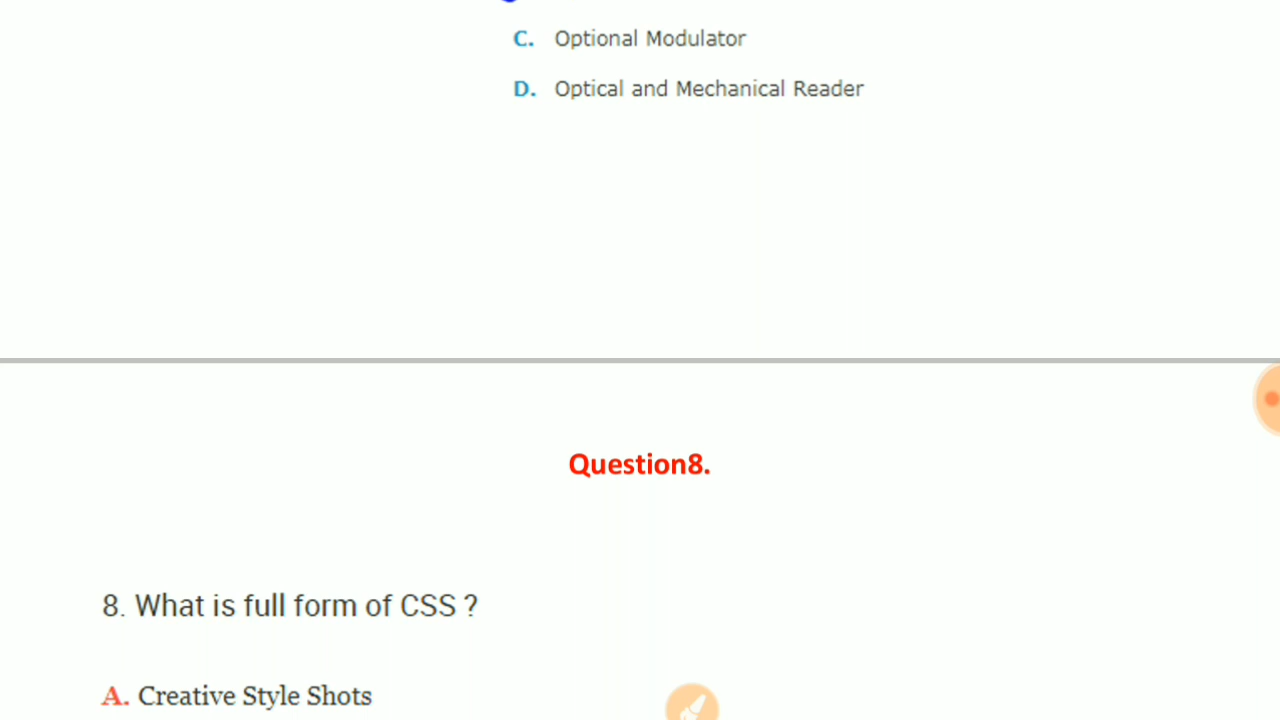 C. Optional Modulator
D. Optical and Mechanical Reader
Question8.
8. What is full form of CSS ?
A. Creative Style Shots